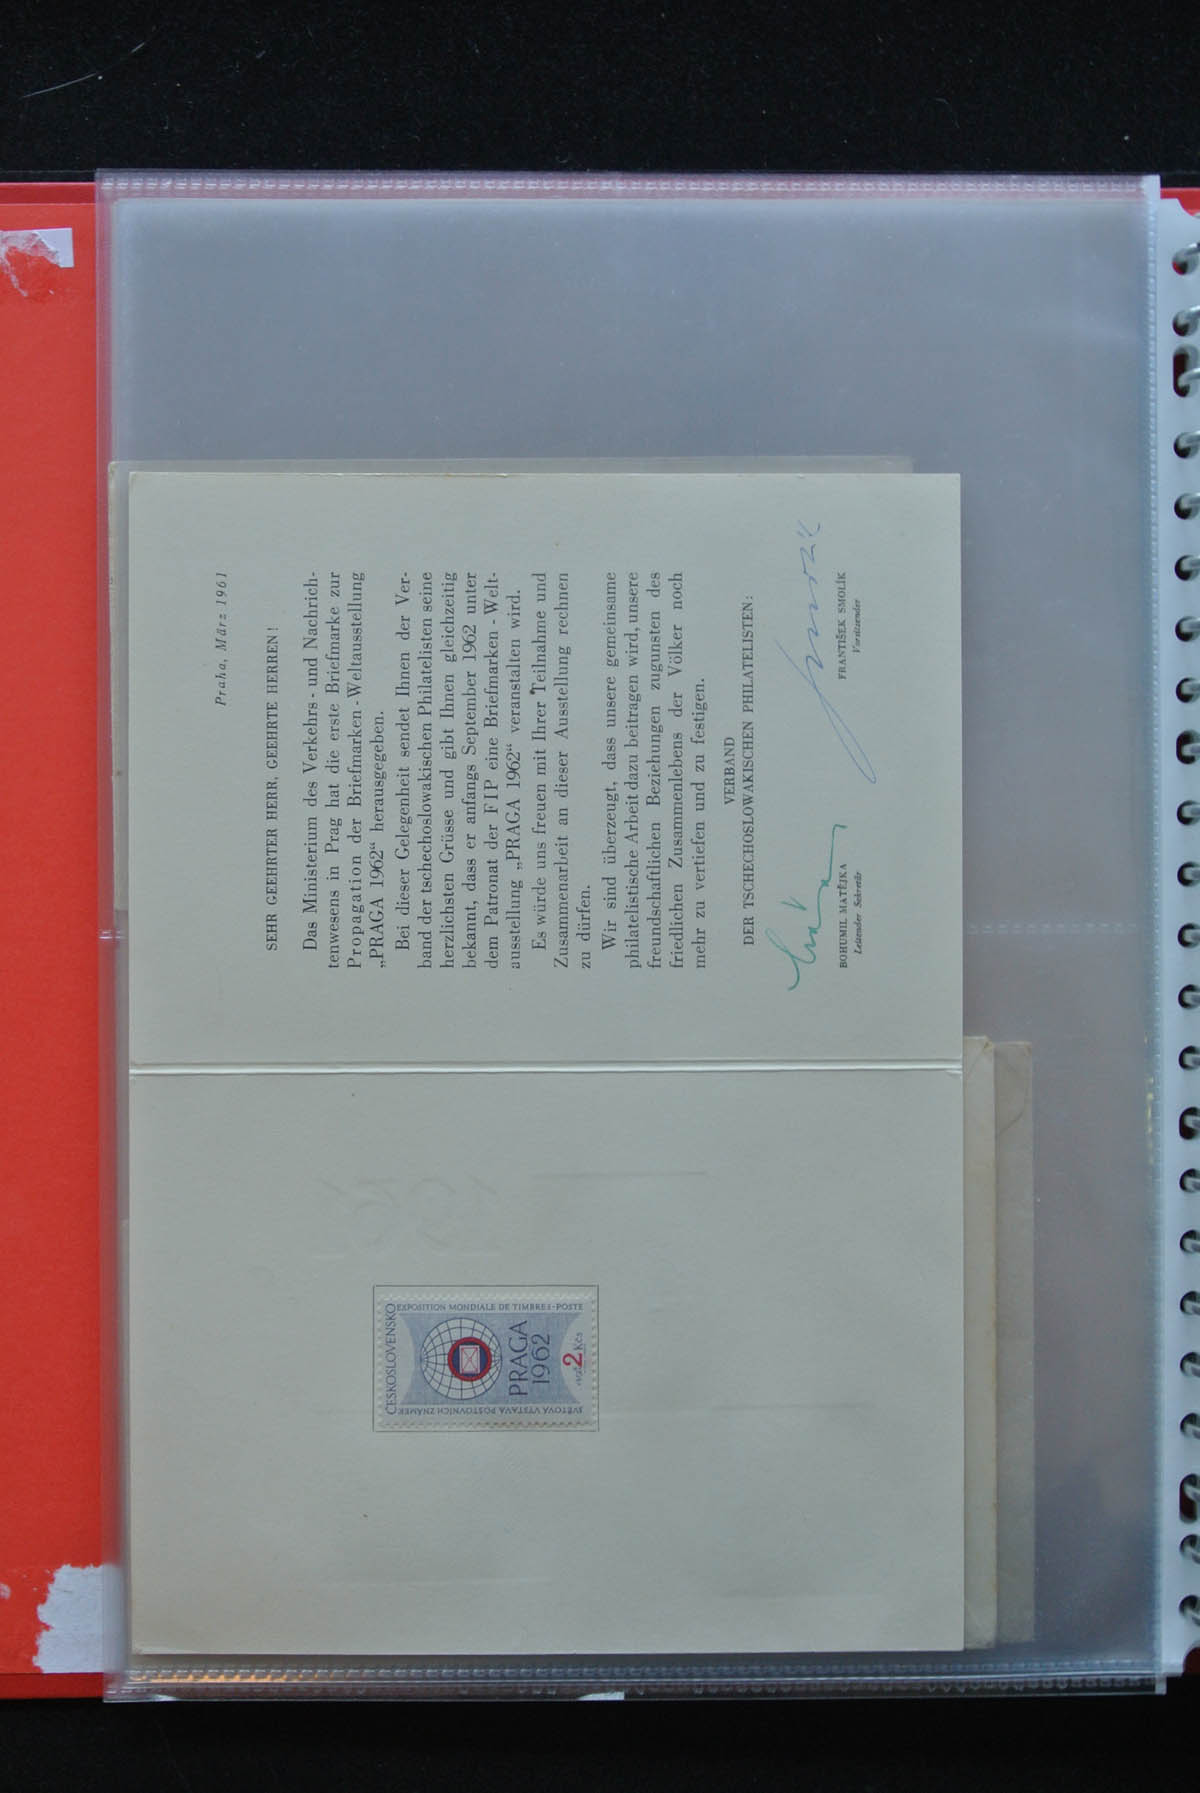 Praha, März 1961
SEHR GEEHRTER HERR, GEEHRTE HERREN!
Das Ministerium des Verkehrs- und Nachrich-
tenwesens in Prag hat die erste Briefmarke zur
Propagation der Briefmarken-Weltausstellung
„PRAGA 1962“ herausgegeben.
Bei dieser Gelegenheit sendet Ihnen der Ver-
band der tschechoslowakischen Philatelisten seine
herzlichsten Grüsse und gibt Ihnen gleichzeitig
bekannt, dass er anfangs September 1962 unter
dem Patronat der FIP eine Briefmarken-Welt-
ausstellung „PRAGA 1962“ veranstalten wird.
Es würde uns freuen mit Ihrer Teilnahme und
Zusammenarbeit an dieser Ausstellung rechnen
zu dürfen.
Wir sind überzeugt, dass unsere gemeinsame
philatelistische Arbeit dazu beitragen wird, unsere
freundschaftlichen Beziehungen zugunsten des
friedlichen Zusammenlebens der Völker noch
mehr zu vertiefen und zu festigen.
VERBAND
DER TSCHECHOSLOWAKISCHEN PHILATELISTEN:
BOHUMIL MATĚJKA
Leitender Sekretär
FRANTIŠEK SMOLÍK
Vorsitzender
ČESKOSLOVENSKO
EXPOSITION MONDIALE DE TIMBRES-POSTE
SVĚTOVÁ VÝSTAVA POŠTOVNÍCH ZNÁMEK
PRAGA
1962
2 Kčs